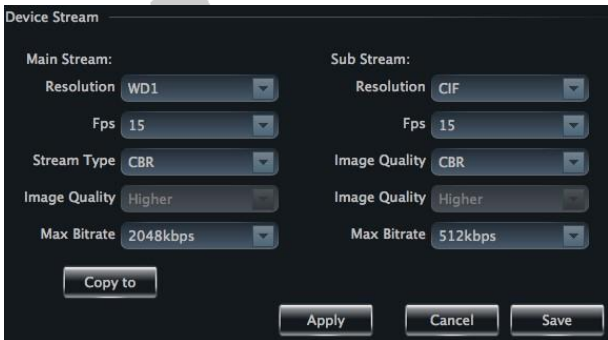 Device Stream
Main Stream:
Sub Stream:
Resolution WD1
Resolution CIF
Fps 15
Fps 15
Stream Type CBR
Image Quality CBR
Image Quality Higher
Image Quality Higher
Max Bitrate 2048kbps
Max Bitrate 512kbps
Copy to
Apply
Cancel
Save